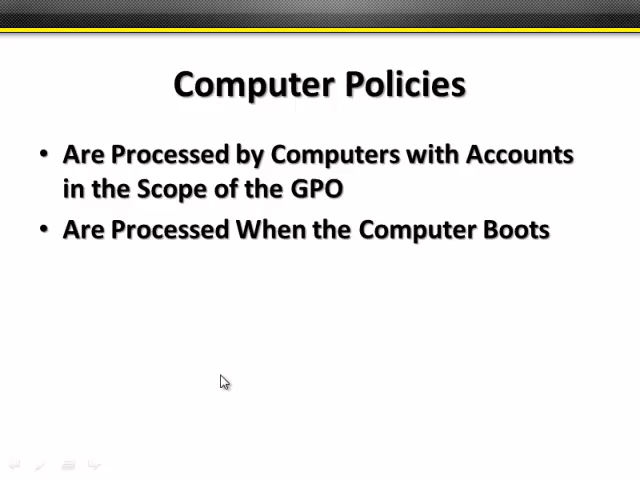 Computer Policies
• Are Processed by Computers with Accounts
in the Scope of the GPO
• Are Processed When the Computer Boots